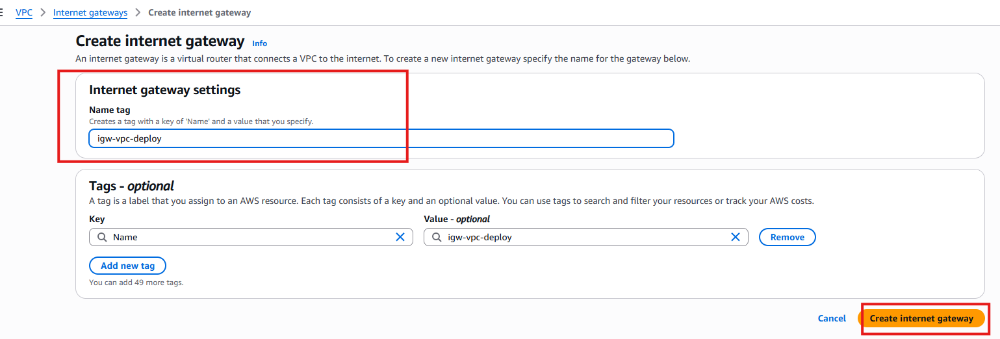 VPC > Internet gateways > Create internet gateway
Create internet gateway Info
An internet gateway is a virtual router that connects a VPC to the internet. To create a new internet gateway specify the name for the gateway below.
Internet gateway settings
Name tag
Creates a tag with a key of 'Name' and a value that you specify.
igw-vpc-deploy
Tags - optional
A tag is a label that you assign to an AWS resource. Each tag consists of a key and an optional value. You can use tags to search and filter your resources or track your AWS costs.
Key Value - optional
Name igw-vpc-deploy Remove
Add new tag
You can add 49 more tags.
Cancel Create internet gateway